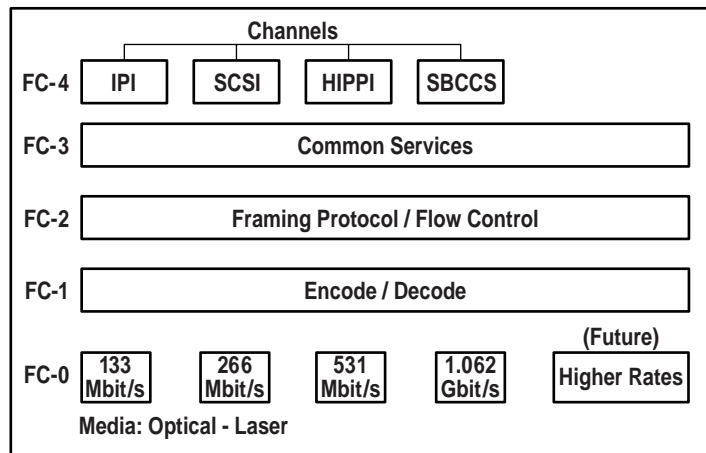 Channels
FC-4 IPI SCSI HIPPI SBCCS
FC-3 Common Services
FC-2 Framing Protocol / Flow Control
FC-1 Encode / Decode
(Future)
FC-0 133 Mbit/s 266 Mbit/s 531 Mbit/s 1.062 Gbit/s Higher Rates
Media: Optical - Laser